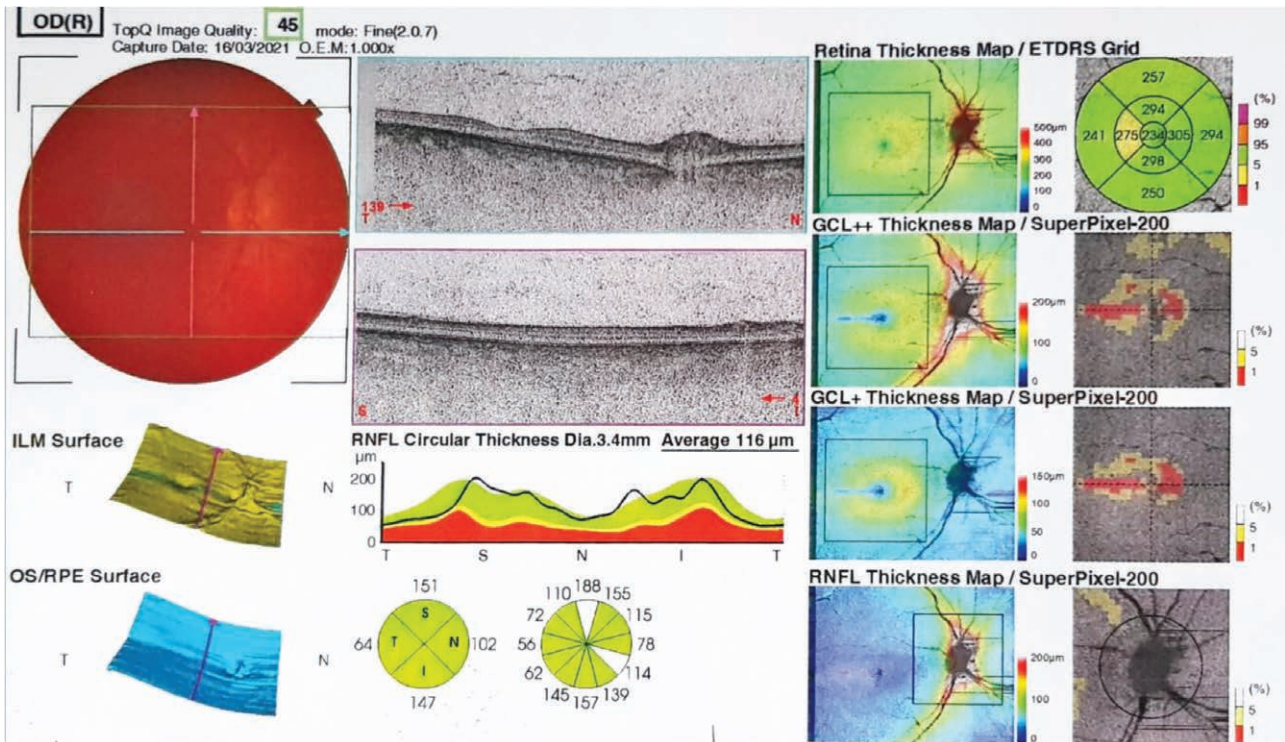 OD(R)
TopQ Image Quality: 45 mode: Fine(2.0.7)
Capture Date: 16/03/2021 O.E.M:1.000x
139
T
N
S
4
I
ILM Surface
T
N
OS/RPE Surface
T
N
RNFL Circular Thickness Dia.3.4mm Average 116 µm
µm
200
100
0
T S N I T
151
S
64 T N 102
I
147
188
110 155
72 115
56 78
62 114
145 139
157
Retina Thickness Map / ETDRS Grid
500µm
400
300
200
100
0
257
294
241 275 234 305 294
298
250
(%)
99
95
5
1
GCL++ Thickness Map / SuperPixel-200
200µm
100
0
(%)
5
1
GCL+ Thickness Map / SuperPixel-200
150µm
100
50
0
(%)
5
1
RNFL Thickness Map / SuperPixel-200
200µm
100
0
(%)
5
1